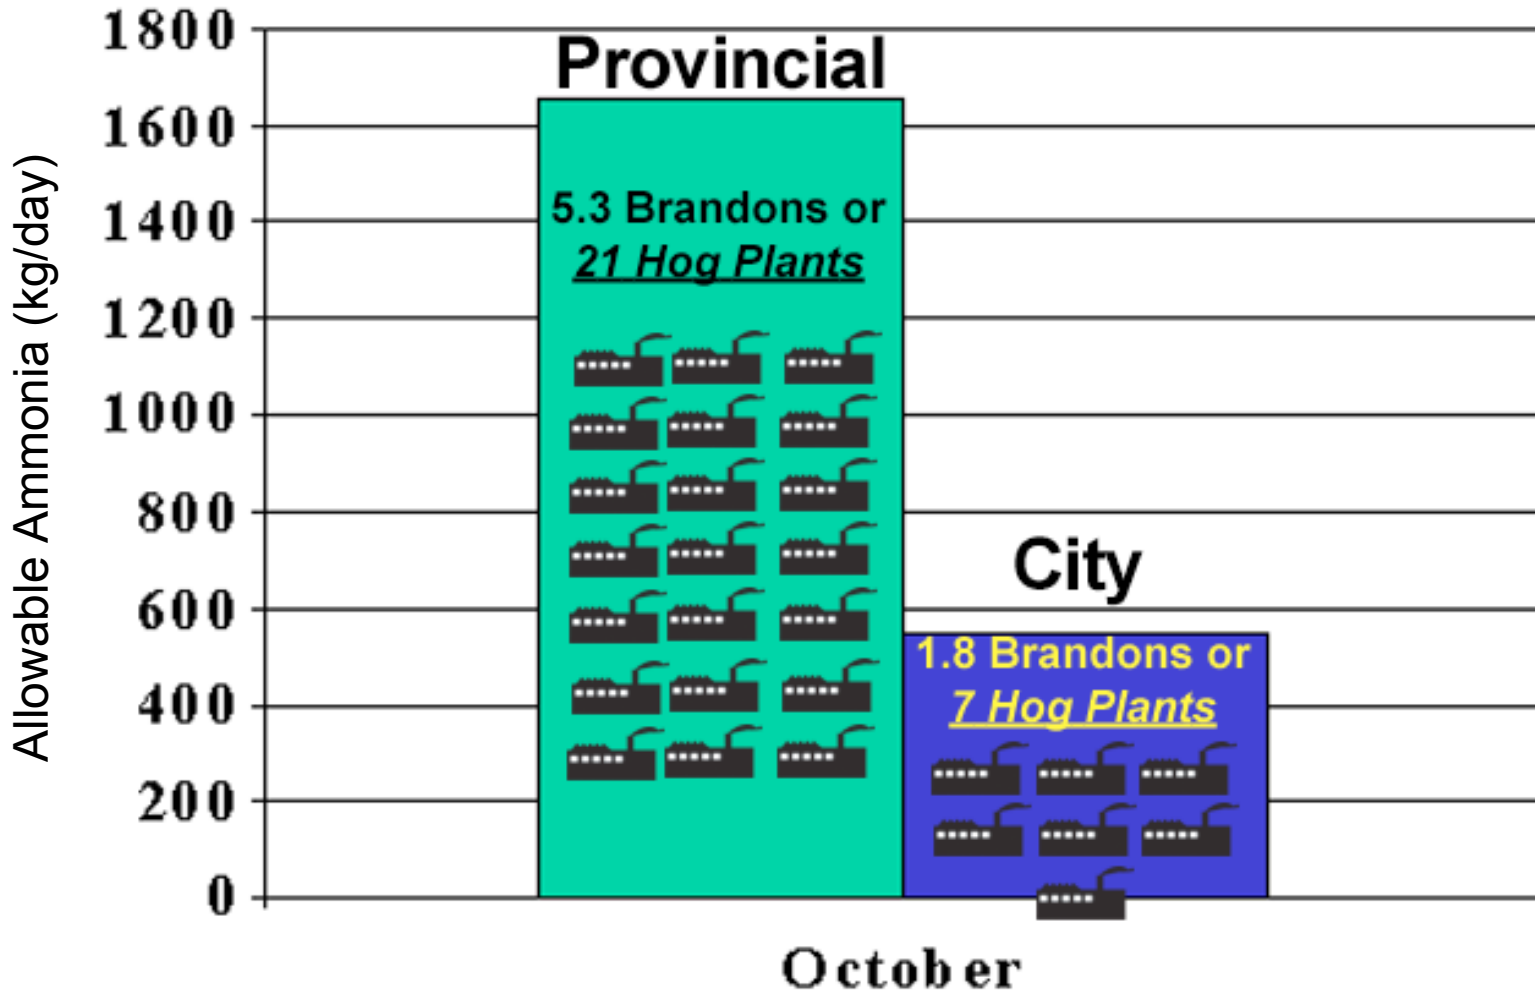 Allowable Ammonia (kg/day)
1800
1600
1400
1200
1000
800
600
400
200
0
Provincial
5.3 Brandons or
21 Hog Plants
City
1.8 Brandons or
7 Hog Plants
October